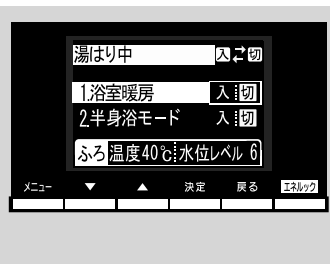 湯はり中 入⇄切
1.浴室暖房 入 切
2.半身浴モード 入 切
ふろ 温度40℃ 水位レベル 6
メニュー ▼ ▲ 決定 戻る エネルック